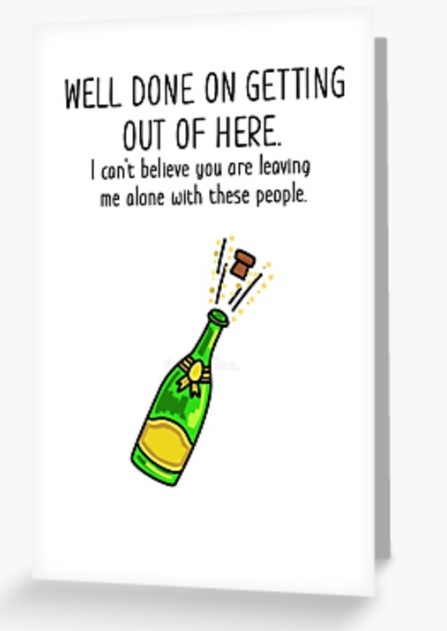 WELL DONE ON GETTING
OUT OF HERE.
I can't believe you are leaving
me alone with these people.